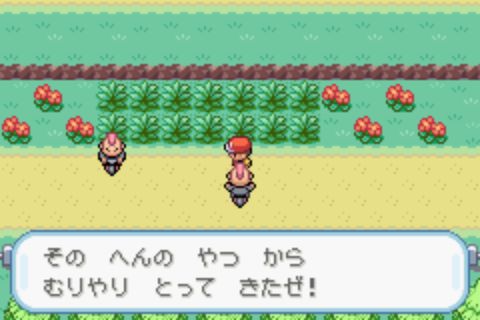 その　へんの　やつ　から
むりやり　とって　きたぜ!